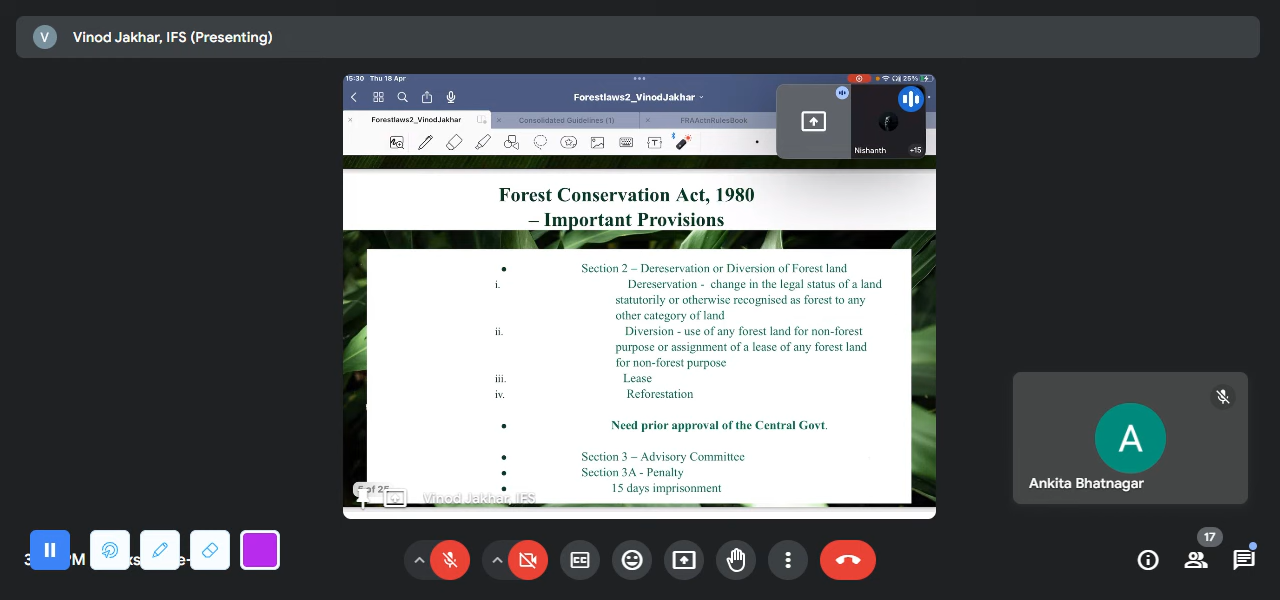 V
Vinod Jakhar, IFS (Presenting)
15:30 Thu 18 Apr
25%
Forestlaws2_VinodJakhar
Forestlaws2_VinodJakhar
Consolidated Guidelines (1)
FRAActnRulesBook
Nishanth
+15
Forest Conservation Act, 1980
– Important Provisions
• Section 2 – Dereservation or Diversion of Forest land
i. Dereservation - change in the legal status of a land
statutorily or otherwise recognised as forest to any
other category of land
ii. Diversion - use of any forest land for non-forest
purpose or assignment of a lease of any forest land
for non-forest purpose
iii. Lease
iv. Reforestation
• Need prior approval of the Central Govt.
• Section 3 – Advisory Committee
• Section 3A - Penalty
• 15 days imprisonment
of 25
Vinod Jakhar, IFS
A
Ankita Bhatnagar
CC
17